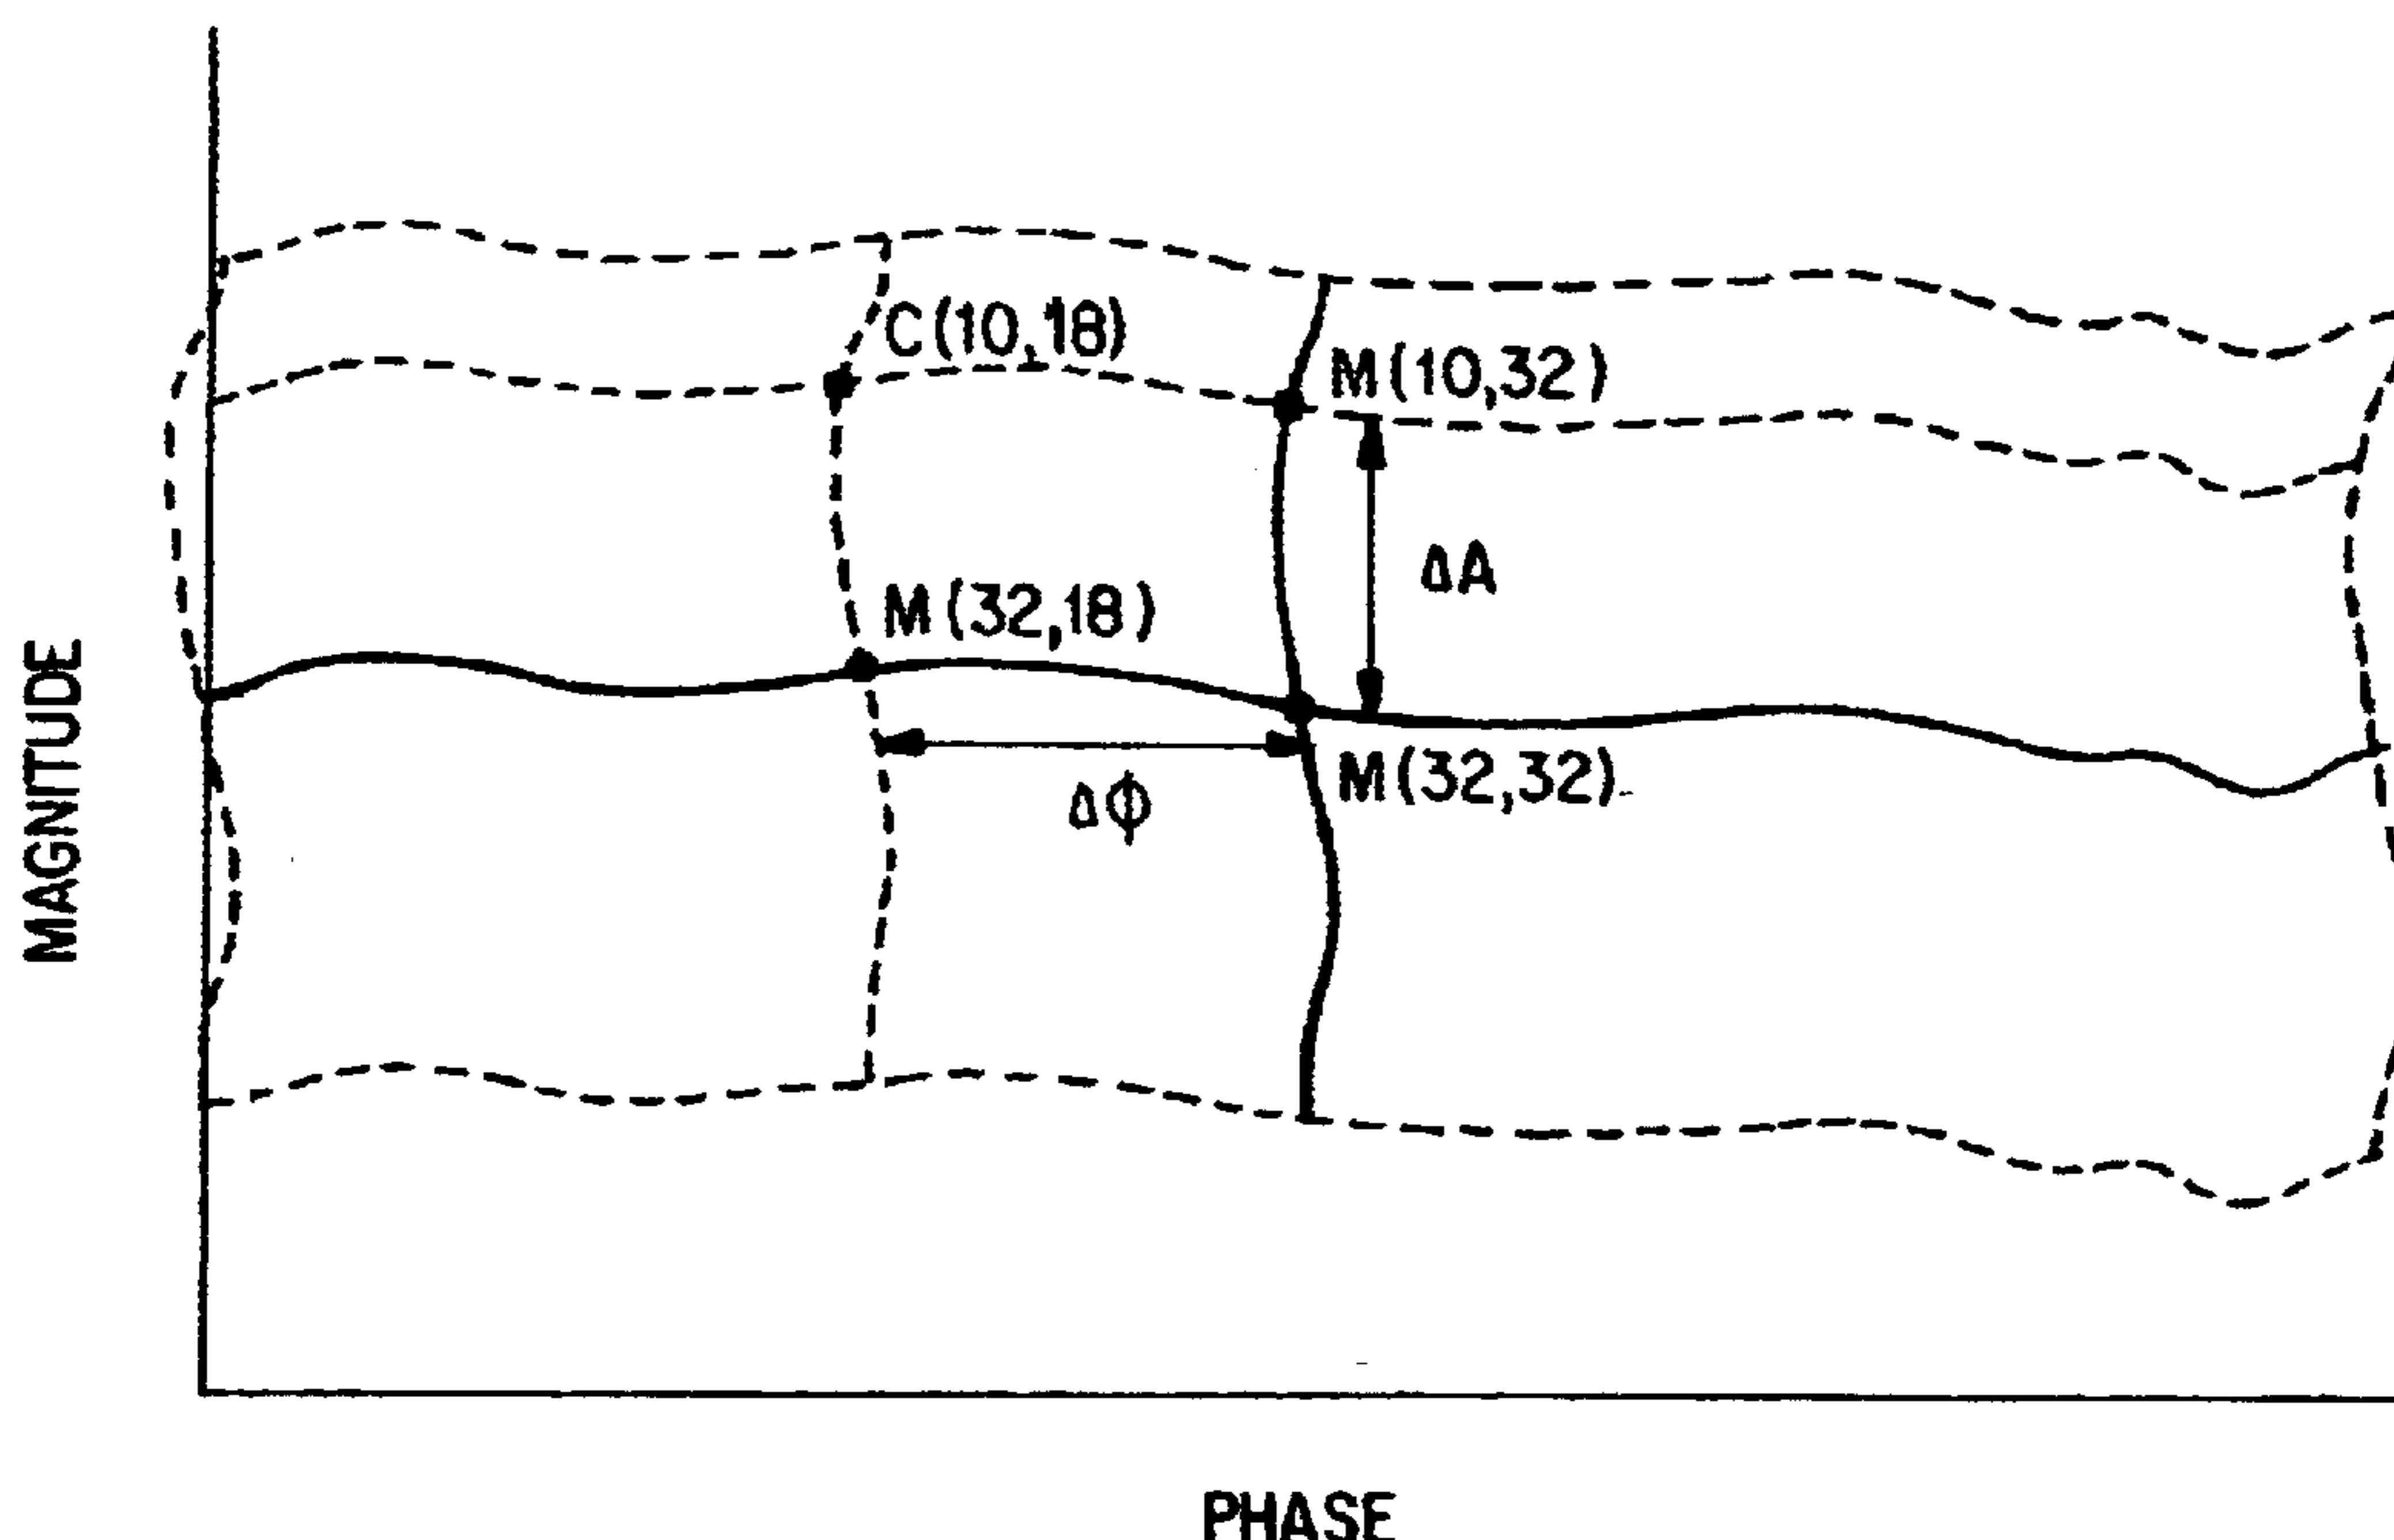 C(10,18)
M(10,32)
ΔA
M(32,18)
M(32,32)
Δϕ
MAGNITUDE
PHASE